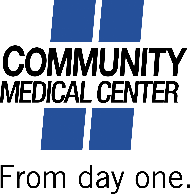 COMMUNITY
MEDICAL CENTER
From day one.